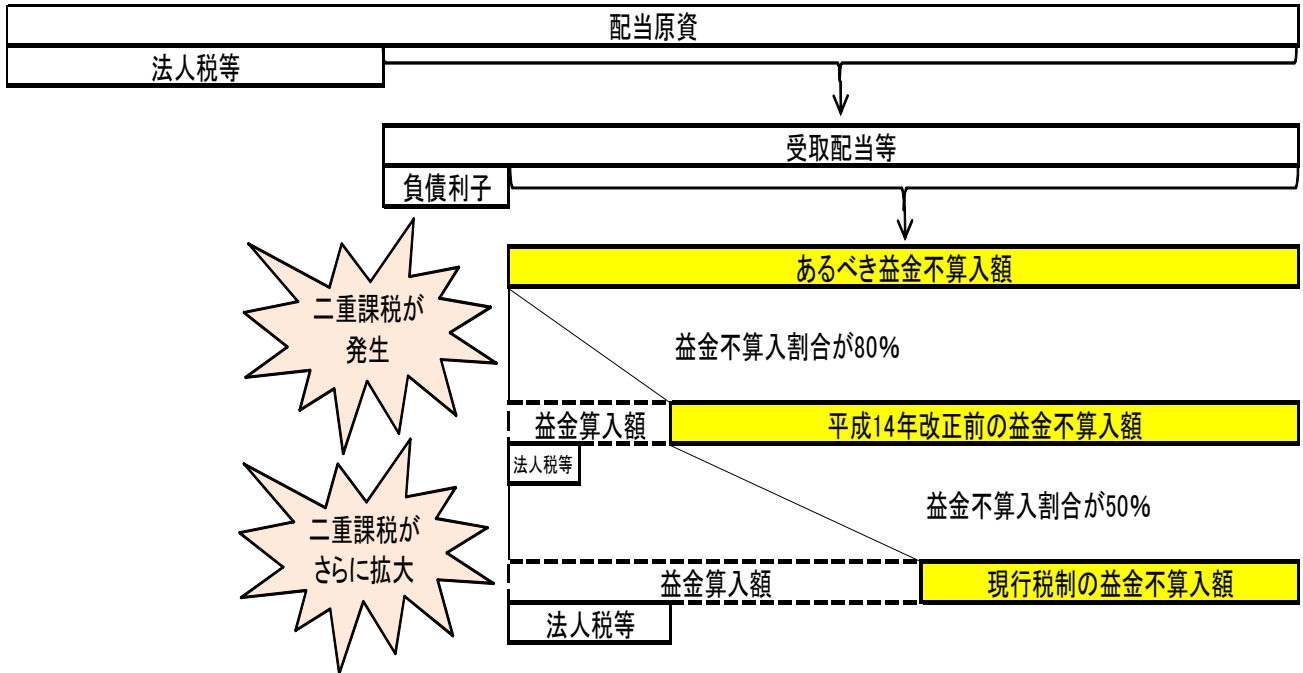 配当原資
法人税等
受取配当等
負債利子
あるべき益金不算入額
二重課税が
発生
益金不算入割合が80%
益金算入額
平成14年改正前の益金不算入額
法人税等
二重課税が
さらに拡大
益金不算入割合が50%
益金算入額
現行税制の益金不算入額
法人税等